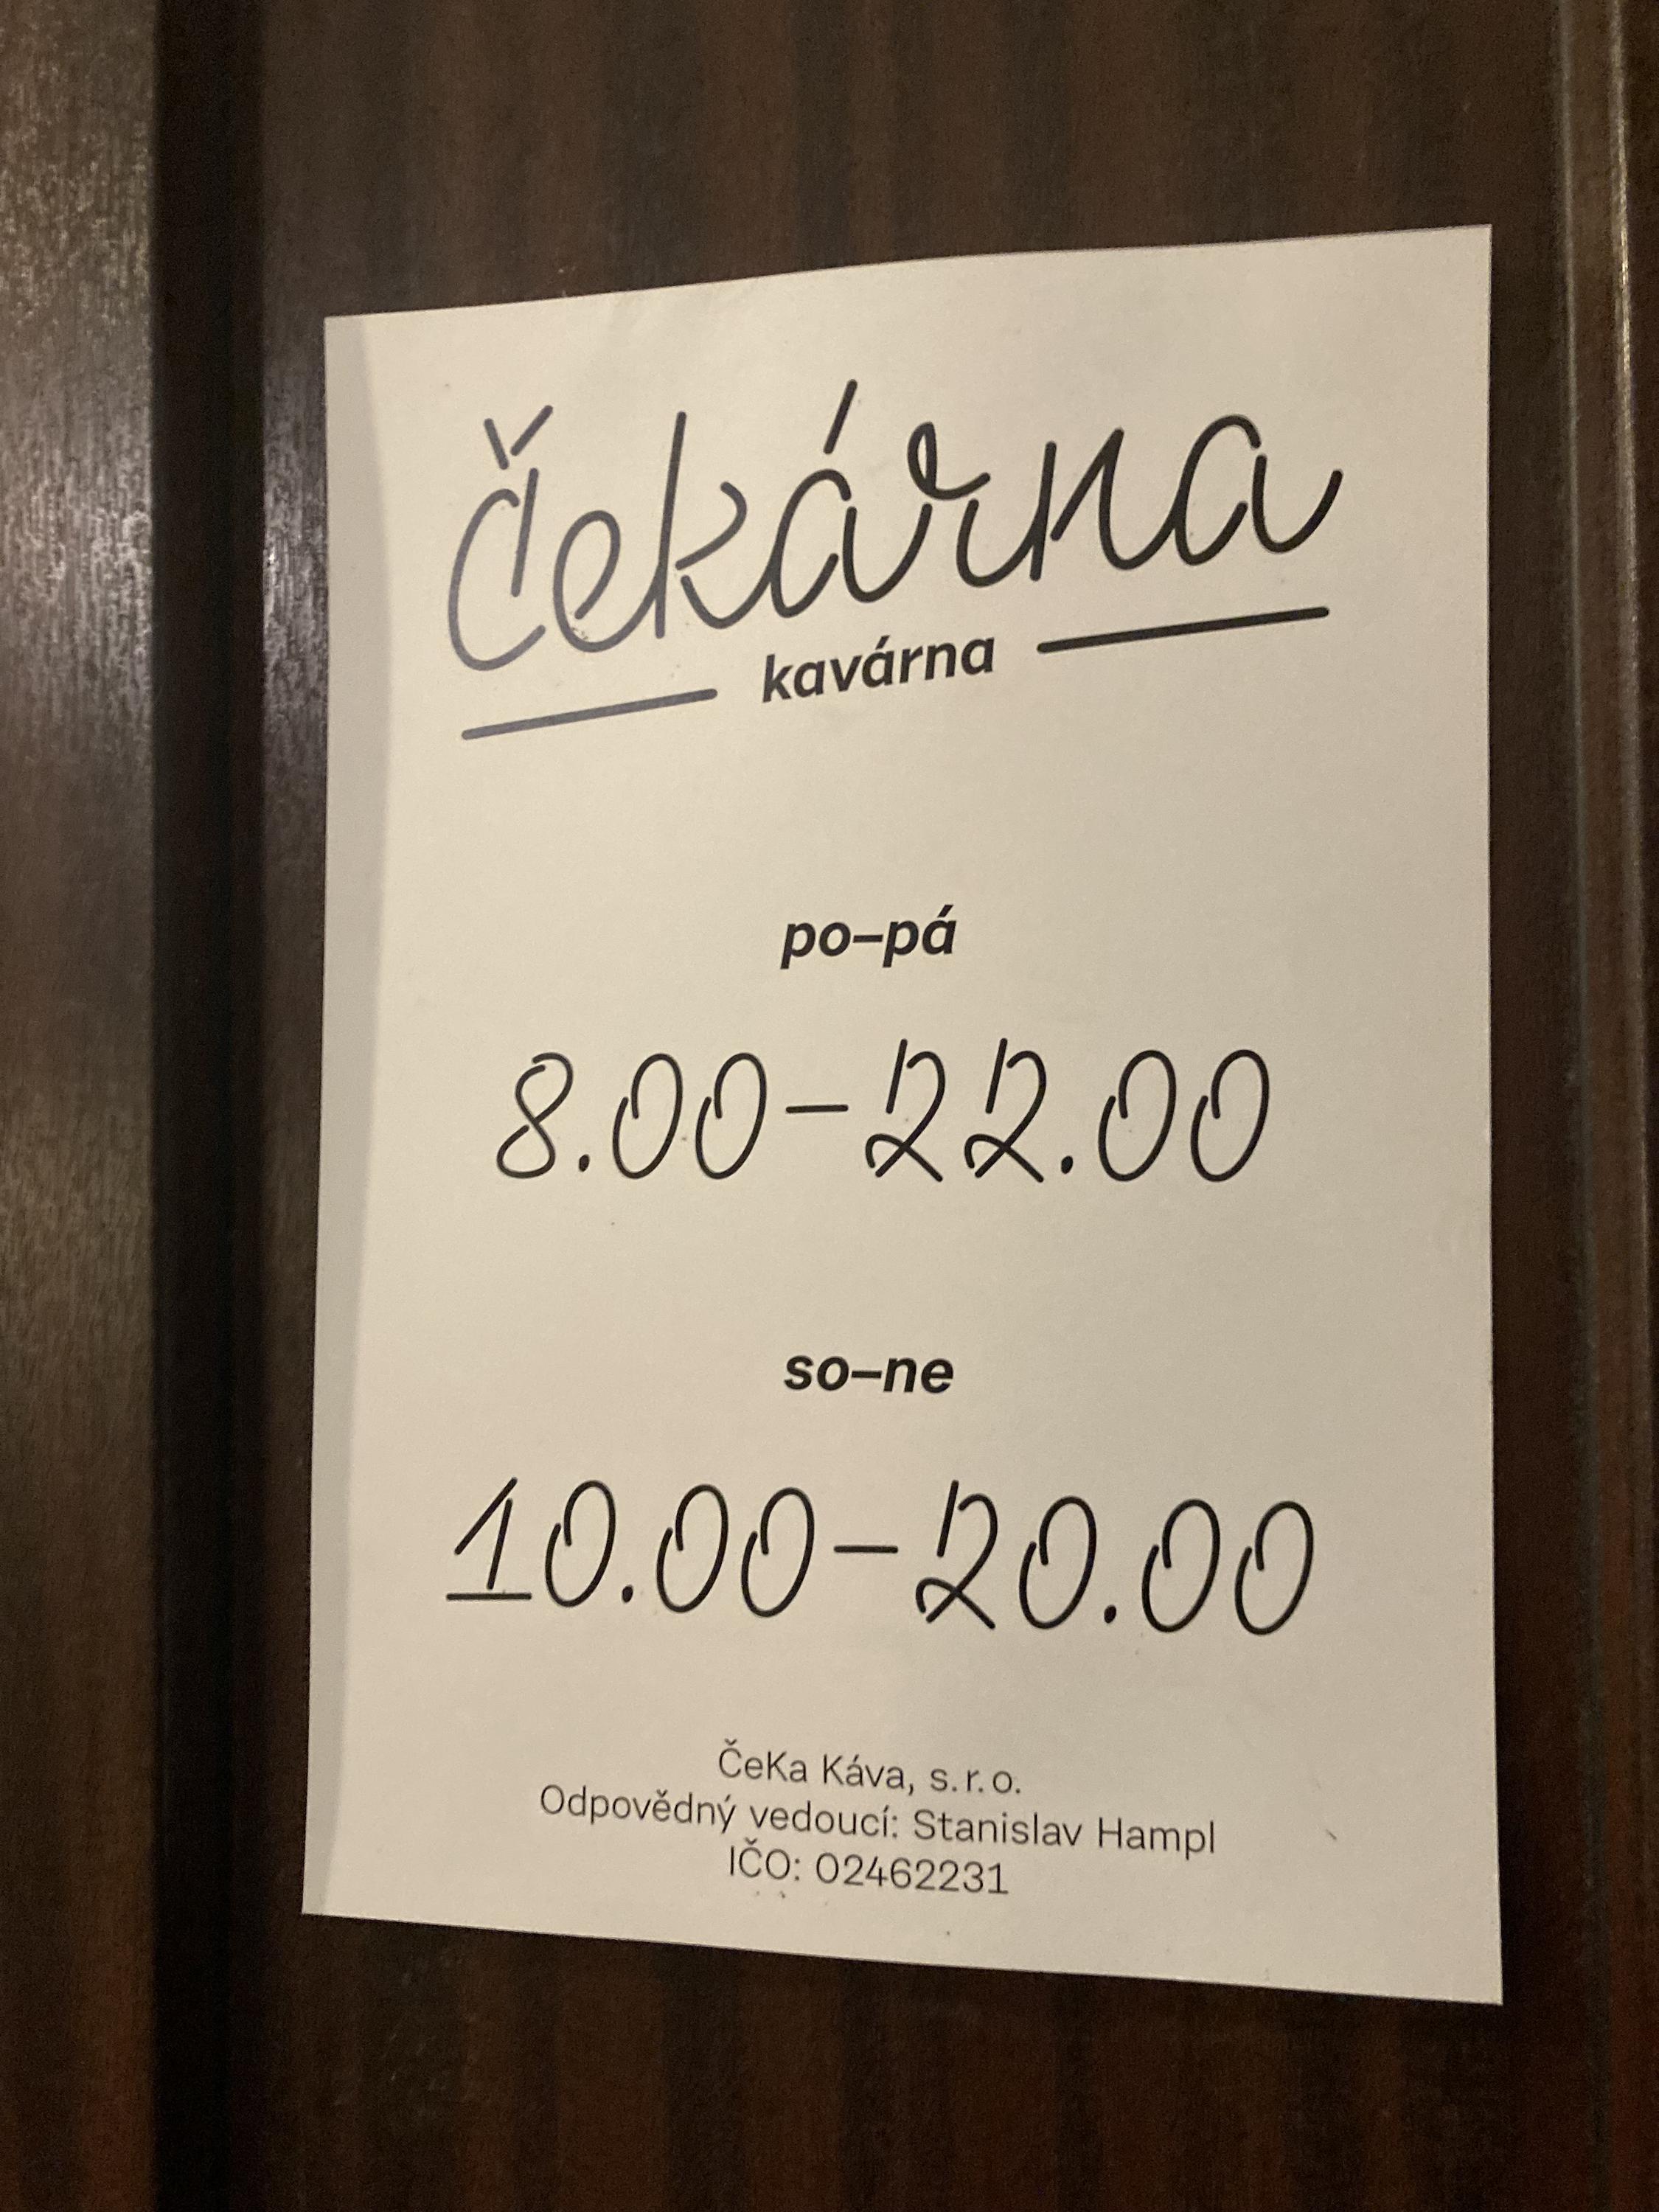 čekárna
kavárna
po–pá
8.00–22.00
so–ne
10.00–20.00
ČeKa Káva, s. r. o.
Odpovědný vedoucí: Stanislav Hampl
IČO: 02462231